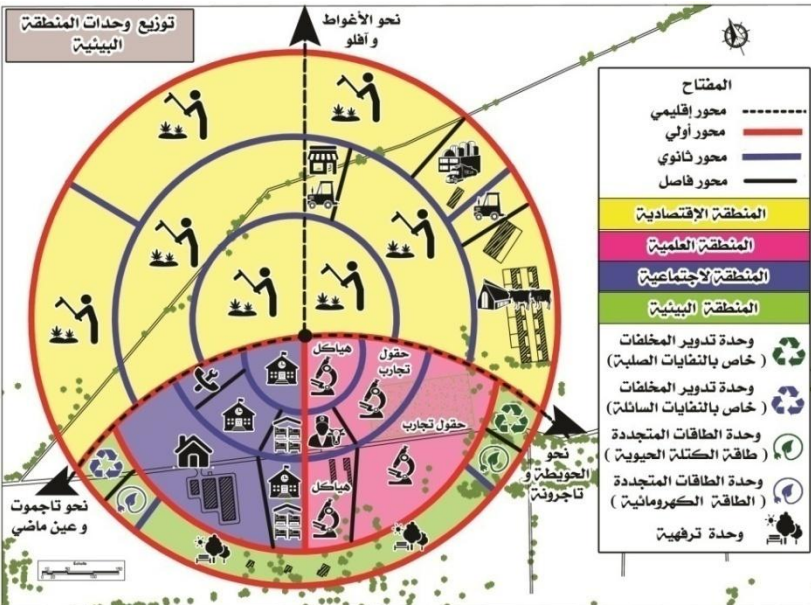 توزيع وحدات المنطقة
البيئية
نحو الأغواط
و آفلو
المفتاح
محور إقليمي
محور أولي
محور ثانوي
محور فاصل
المنطقة الإقتصادية
المنطقة العلمية
المنطقة لاجتماعية
المنطقة البيئية
وحدة تدوير المخلفات
( خاص بالنفايات الصلبة)
وحدة تدوير المخلفات
( خاص بالنفايات السائلة)
وحدة الطاقات المتجددة
( طاقة الكتلة الحيوية )
وحدة الطاقات المتجددة
( الطاقة الكهرومائية )
وحدة ترفهية
هياكل
حقول
تجارب
حقول تجارب
هياكل
نحو
الحويطة و
تاجرونة
نحو تاجموت
و عين ماضي